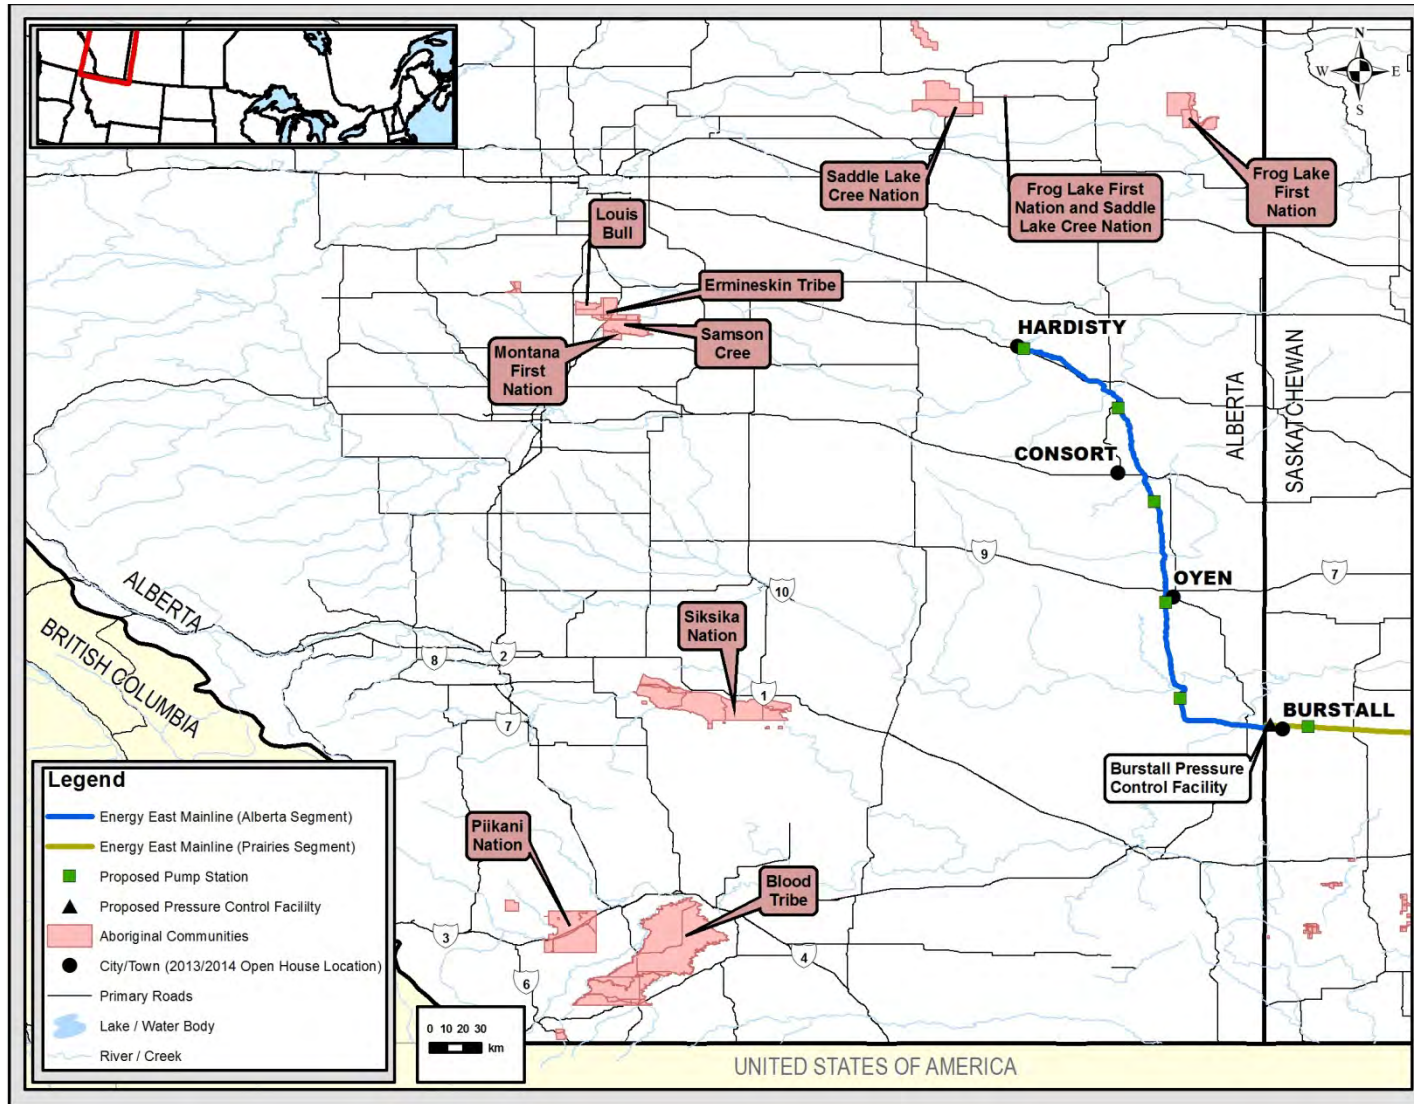 N
W
E
S
Saddle Lake
Cree Nation
Frog Lake First
Nation and Saddle
Lake Cree Nation
Frog Lake
First
Nation
Louis
Bull
Ermineskin Tribe
Samson
Cree
Montana
First
Nation
HARDISTY
CONSORT
ALBERTA
SASKATCHEWAN
9
7
OYEN
10
ALBERTA
BRITISH COLUMBIA
Siksika
Nation
8
2
1
7
BURSTALL
Burstall Pressure
Control Facility
Piikani
Nation
Blood
Tribe
3
6
4
Legend
Energy East Mainline (Alberta Segment)
Energy East Mainline (Prairies Segment)
Proposed Pump Station
Proposed Pressure Control Facility
Aboriginal Communities
City/Town (2013/2014 Open House Location)
Primary Roads
Lake / Water Body
River / Creek
0 10 20 30
km
UNITED STATES OF AMERICA